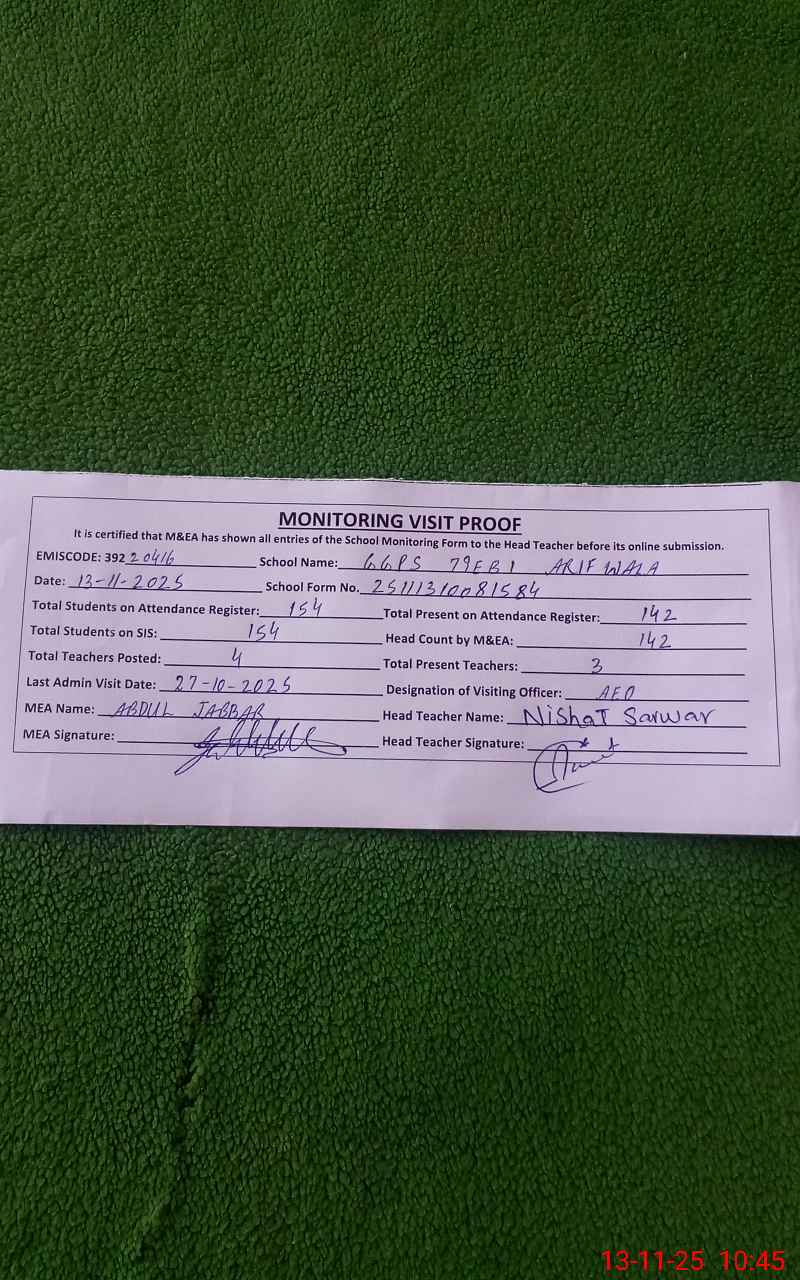 MONITORING VISIT PROOF
It is certified that M&EA has shown all entries of the School Monitoring Form to the Head Teacher before its online submission.
EMISCODE: 392 20416 School Name: GGPS 79EB1 ARIF WALA
Date: 13-11-2025 School Form No. 25111310081584
Total Students on Attendance Register: 154 Total Present on Attendance Register: 142
Total Students on SIS: 154 Head Count by M&EA: 142
Total Teachers Posted: 4 Total Present Teachers: 3
Last Admin Visit Date: 27-10-2025 Designation of Visiting Officer: AEO
MEA Name: ABDUL JABBAR Head Teacher Name: Nishat Sarwar
MEA Signature: Head Teacher Signature:
13-11-25 10:45